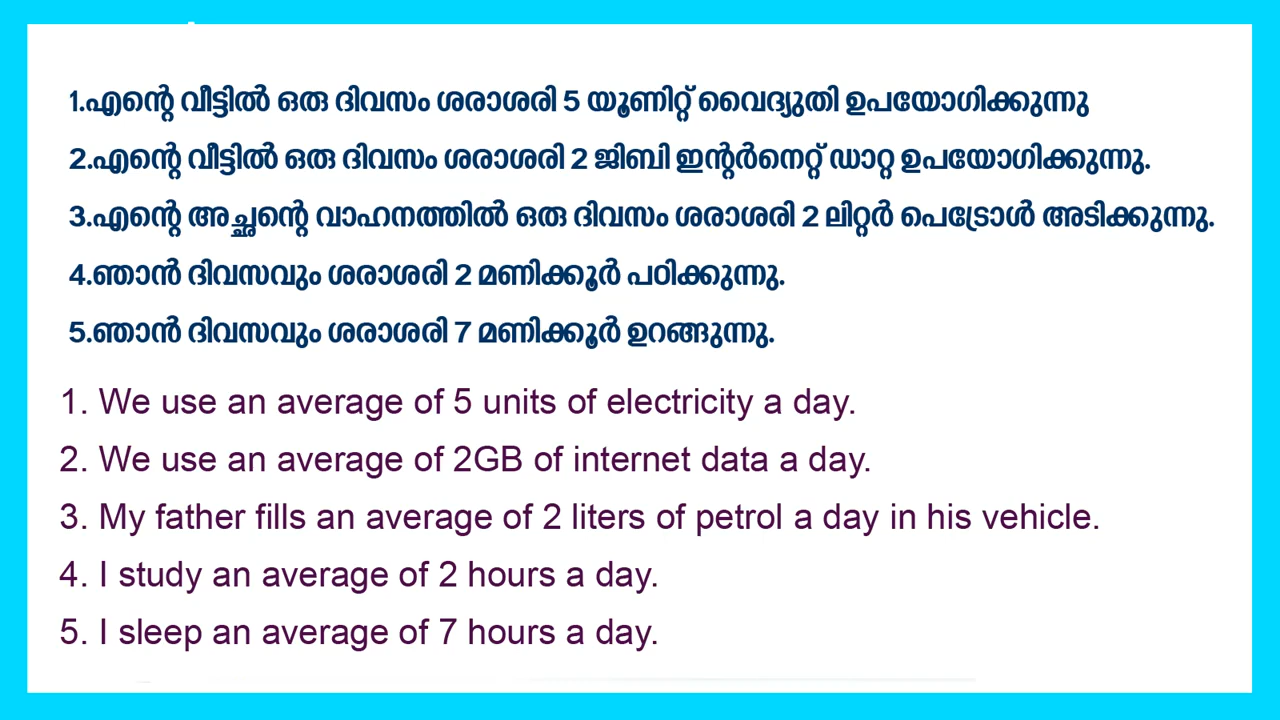 1.എന്റെ വീട്ടിൽ ഒരു ദിവസം ശരാശരി 5 യൂണിറ്റ് വൈദ്യുതി ഉപയോഗിക്കുന്നു
2.എന്റെ വീട്ടിൽ ഒരു ദിവസം ശരാശരി 2 ജിബി ഇന്റർനെറ്റ് ഡാറ്റ ഉപയോഗിക്കുന്നു.
3.എന്റെ അച്ഛന്റെ വാഹനത്തിൽ ഒരു ദിവസം ശരാശരി 2 ലിറ്റർ പെട്രോൾ അടിക്കുന്നു.
4.ഞാൻ ദിവസവും ശരാശരി 2 മണിക്കൂർ പഠിക്കുന്നു.
5.ഞാൻ ദിവസവും ശരാശരി 7 മണിക്കൂർ ഉറങ്ങുന്നു.
1. We use an average of 5 units of electricity a day.
2. We use an average of 2GB of internet data a day.
3. My father fills an average of 2 liters of petrol a day in his vehicle.
4. I study an average of 2 hours a day.
5. I sleep an average of 7 hours a day.